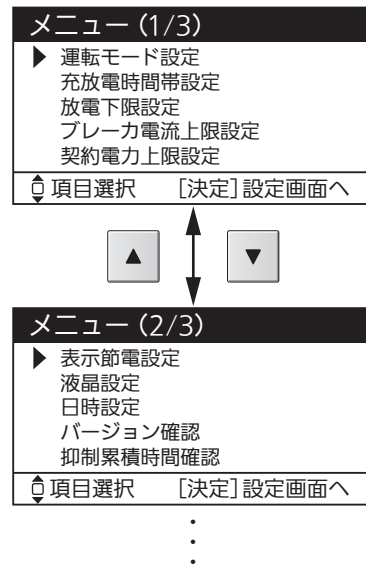 メニュー (1/3)
▶ 運転モード設定
充放電時間帯設定
放電下限設定
ブレーカ電流上限設定
契約電力上限設定
項目選択 [決定]設定画面へ
▲ ▼
メニュー (2/3)
▶ 表示節電設定
液晶設定
日時設定
バージョン確認
抑制累積時間確認
項目選択 [決定]設定画面へ